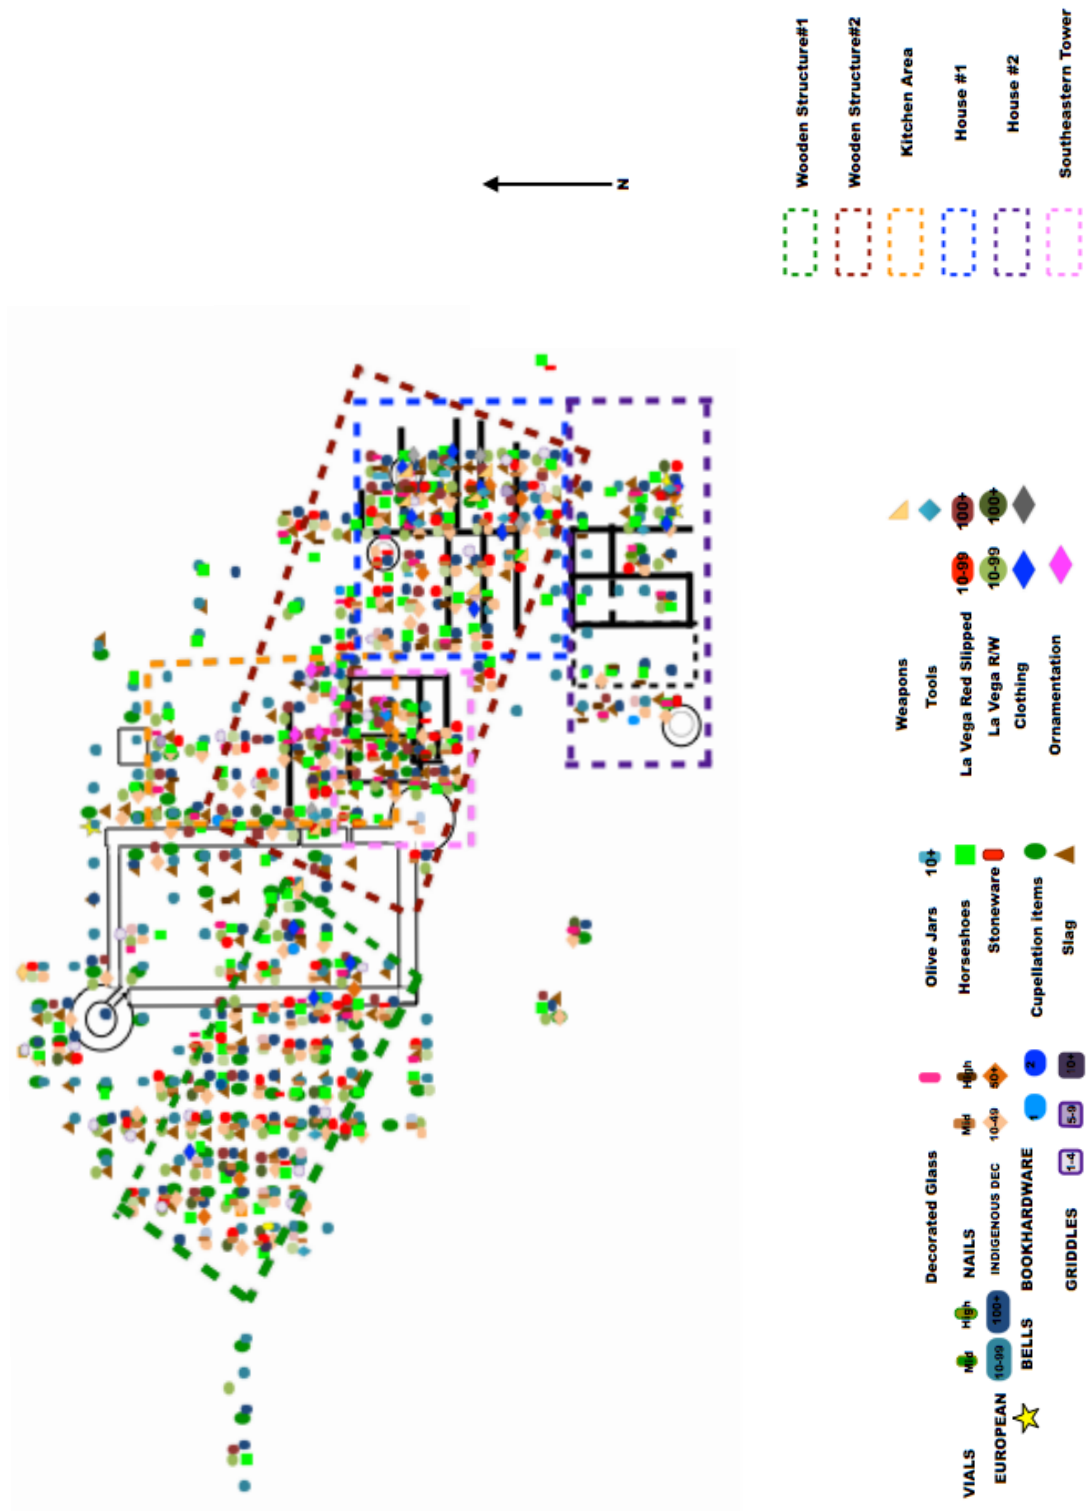 Wooden Structure#1
Wooden Structure#2
Kitchen Area
House #1
House #2
Southeastern Tower
N
Weapons
Tools
La Vega Red Slipped 10-99 100+
La Vega R/W 10-99 100+
Clothing
Ornamentation
Olive Jars 10+
Horseshoes
Stoneware
Cupellation items
Slag
Decorated Glass
NAILS Mid High
INDIGENOUS DEC 10-49 50+
BOOKHARDWARE 1 2
GRIDDLES 1-4 5-9 10+
VIALS Mid High
EUROPEAN 10-99 100+
BELLS